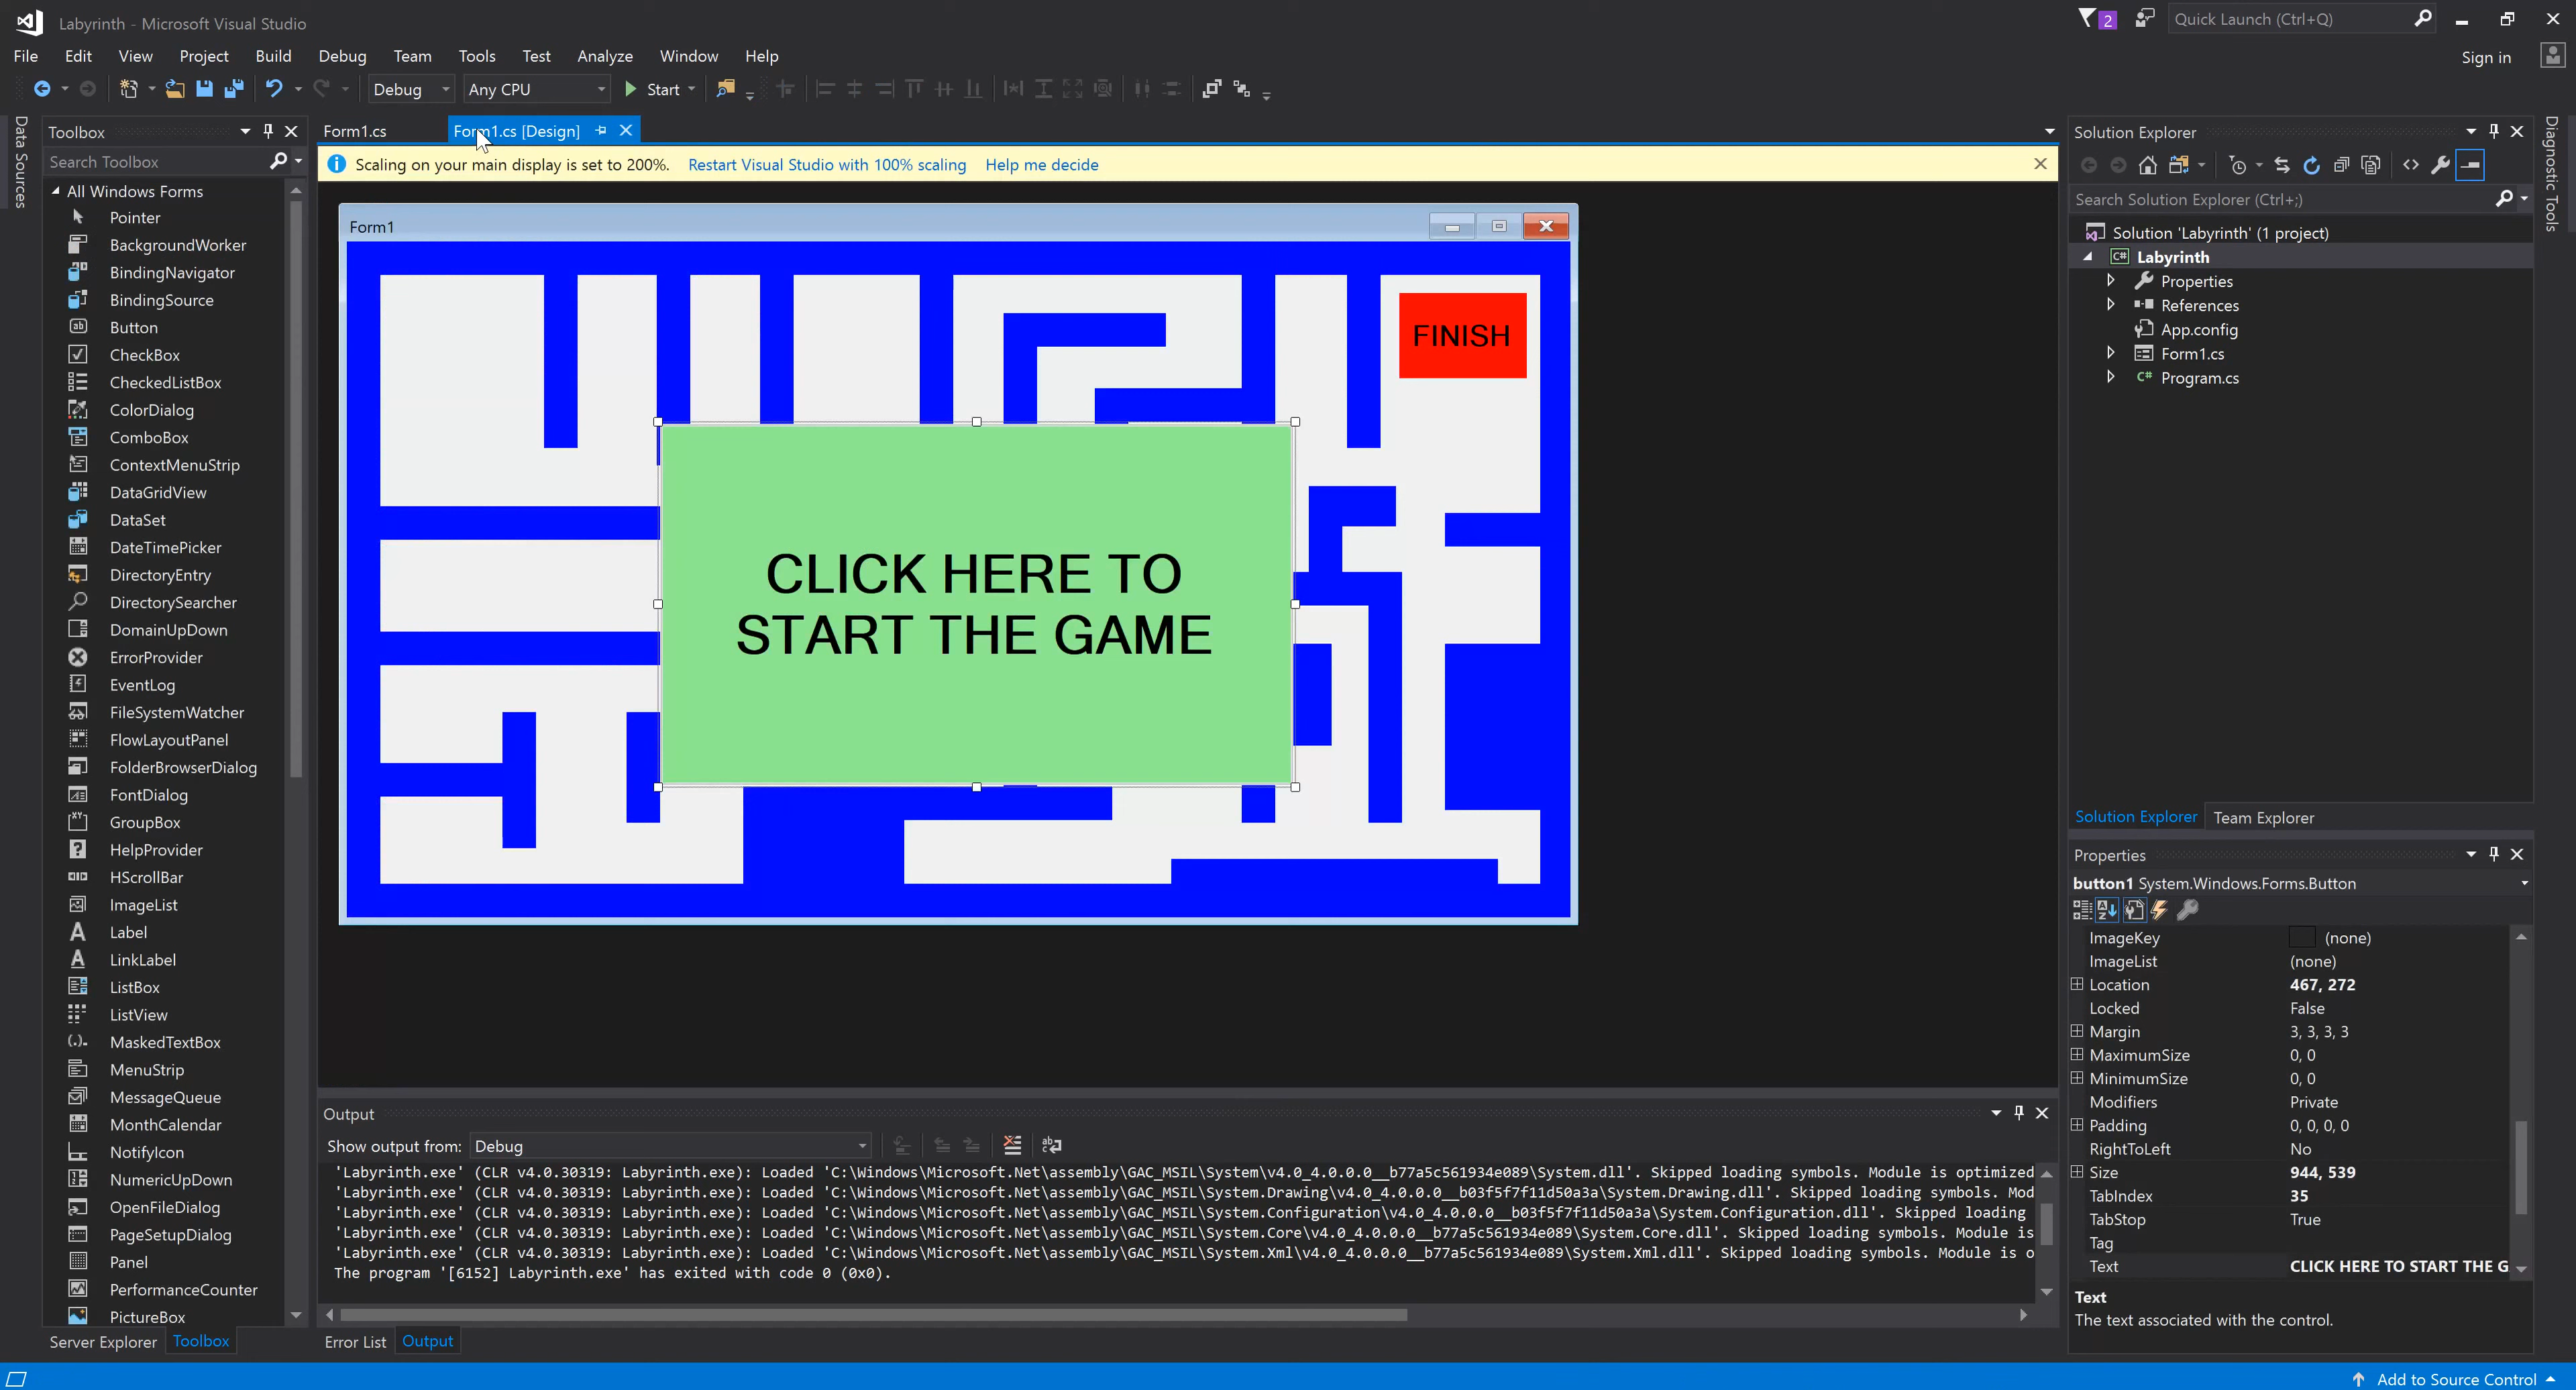 Labyrinth - Microsoft Visual Studio
2
Quick Launch (Ctrl+Q)
File Edit View Project Build Debug Team Tools Test Analyze Window Help
Sign in
Debug Any CPU Start
Data Sources
Toolbox
Search Toolbox
All Windows Forms
Pointer
BackgroundWorker
BindingNavigator
BindingSource
Button
CheckBox
CheckedListBox
ColorDialog
ComboBox
ContextMenuStrip
DataGridView
DataSet
DateTimePicker
DirectoryEntry
DirectorySearcher
DomainUpDown
ErrorProvider
EventLog
FileSystemWatcher
FlowLayoutPanel
FolderBrowserDialog
FontDialog
GroupBox
HelpProvider
HScrollBar
ImageList
Label
LinkLabel
ListBox
ListView
MaskedTextBox
MenuStrip
MessageQueue
MonthCalendar
NotifyIcon
NumericUpDown
OpenFileDialog
PageSetupDialog
Panel
PerformanceCounter
PictureBox
Server Explorer Toolbox
Form1.cs Form1.cs [Design]
Scaling on your main display is set to 200%. Restart Visual Studio with 100% scaling Help me decide
Form1
FINISH
CLICK HERE TO
START THE GAME
Output
Show output from: Debug
'Labyrinth.exe' (CLR v4.0.30319: Labyrinth.exe): Loaded 'C:\Windows\Microsoft.Net\assembly\GAC_MSIL\System\v4.0_4.0.0.0__b77a5c561934e089\System.dll'. Skipped loading symbols. Module is optimized
'Labyrinth.exe' (CLR v4.0.30319: Labyrinth.exe): Loaded 'C:\Windows\Microsoft.Net\assembly\GAC_MSIL\System.Drawing\v4.0_4.0.0.0__b03f5f7f11d50a3a\System.Drawing.dll'. Skipped loading symbols. Mod
'Labyrinth.exe' (CLR v4.0.30319: Labyrinth.exe): Loaded 'C:\Windows\Microsoft.Net\assembly\GAC_MSIL\System.Configuration\v4.0_4.0.0.0__b03f5f7f11d50a3a\System.Configuration.dll'. Skipped loading
'Labyrinth.exe' (CLR v4.0.30319: Labyrinth.exe): Loaded 'C:\Windows\Microsoft.Net\assembly\GAC_MSIL\System.Core\v4.0_4.0.0.0__b77a5c561934e089\System.Core.dll'. Skipped loading symbols. Module is
'Labyrinth.exe' (CLR v4.0.30319: Labyrinth.exe): Loaded 'C:\Windows\Microsoft.Net\assembly\GAC_MSIL\System.Xml\v4.0_4.0.0.0__b77a5c561934e089\System.Xml.dll'. Skipped loading symbols. Module is o
The program '[6152] Labyrinth.exe' has exited with code 0 (0x0).
Error List Output
Solution Explorer
Search Solution Explorer (Ctrl+;)
Solution 'Labyrinth' (1 project)
C# Labyrinth
Properties
References
App.config
Form1.cs
C# Program.cs
Solution Explorer Team Explorer
Properties
button1 System.Windows.Forms.Button
ImageKey (none)
ImageList (none)
Location 467, 272
Locked False
Margin 3, 3, 3, 3
MaximumSize 0, 0
MinimumSize 0, 0
Modifiers Private
Padding 0, 0, 0, 0
RightToLeft No
Size 944, 539
TabIndex 35
TabStop True
Tag
Text CLICK HERE TO START THE G
Text
The text associated with the control.
Diagnostic Tools
Add to Source Control